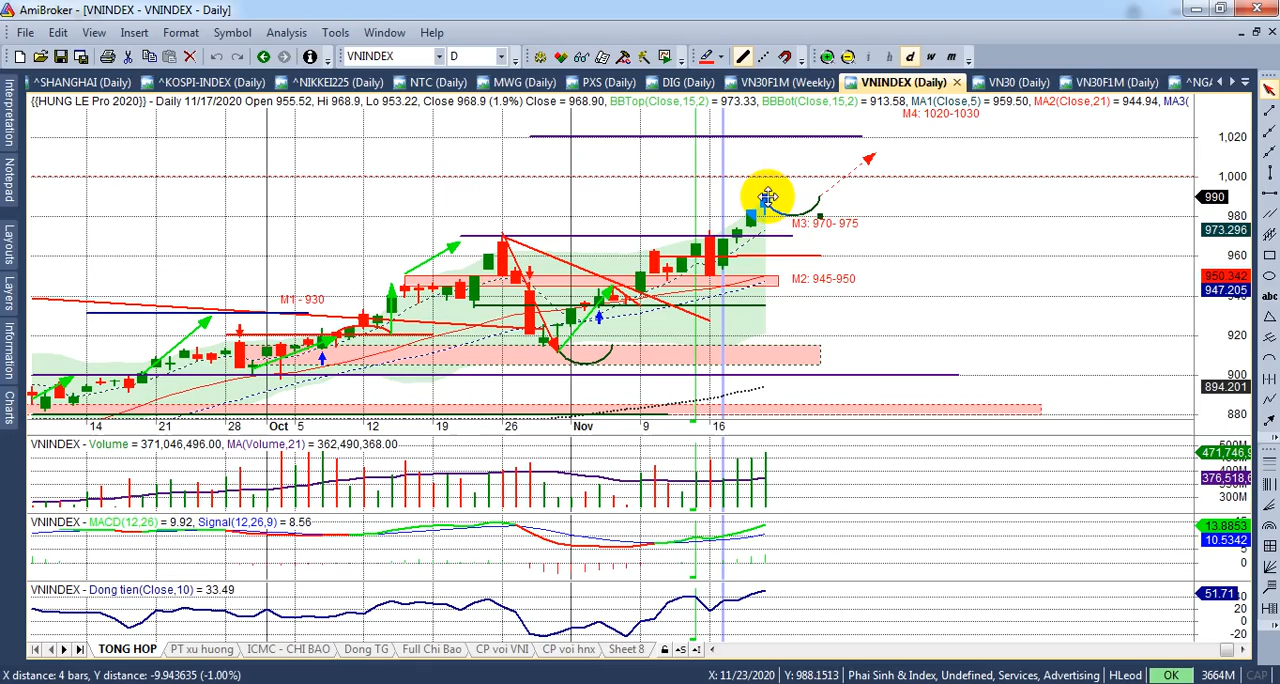 AmiBroker - [VNINDEX - VNINDEX - Daily]
File Edit View Insert Format Symbol Analysis Tools Window Help
VNINDEX D d w m
^SHANGHAI (Daily) ^KOSPI-INDEX (Daily) ^NIKKEI225 (Daily) NTC (Daily) MWG (Daily) PXS (Daily) DIG (Daily) VN30F1M (Weekly) VNINDEX (Daily) VN30 (Daily) VN30F1M (Daily) ^NGA
Interpretation
Notepad
Layouts
Layers
Information
Charts
abc
{{HUNG LE Pro 2020}} - Daily 11/17/2020 Open 955.52, Hi 968.9, Lo 953.22, Close 968.9 (1.9%) Close = 968.90, BBTop(Close,15,2) = 973.33, BBBot(Close,15,2) = 913.58, MA1(Close,5) = 959.50, MA2(Close,21) = 944.94, MA3(
M4: 1020-1030
1,020
1,000
990
980
M3: 970- 975
973.296
960
950.342
M2: 945-950
947.205
940
M1 - 930
920
900
894.201
880
14 21 28 Oct 5 12 19 26 Nov 9 16
VNINDEX - Volume = 371,046,496.00, MA(Volume,21) = 362,490,368.00
471,746,9
376,518,6
300M
VNINDEX - MACD(12,26) = 9.92, Signal(12,26,9) = 8.56
13.8853
10.5342
5
0
VNINDEX - Dong tien(Close,10) = 33.49
51.71
20
0
-20
TONG HOP PT xu huong ICMC - CHI BAO Dong TG Full Chi Bao CP voi VNI CP voi hnx Sheet 8
X distance: 4 bars, Y distance: -9.943635 (-1.00%) X: 11/23/2020 Y: 988.1513 Phai Sinh & Index, Undefined, Services, Advertising HLeod OK 3664M CAP